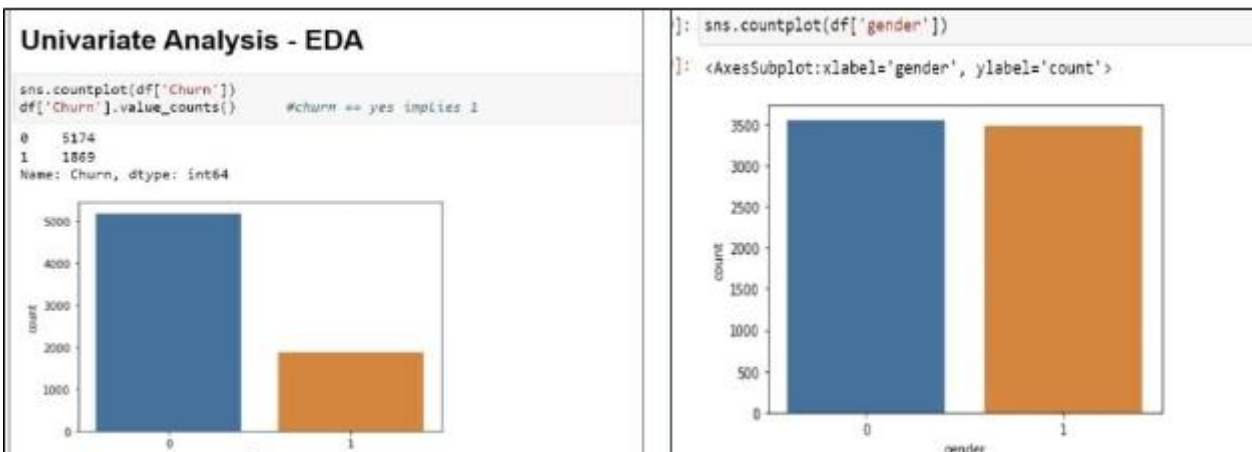 Univariate Analysis - EDA
sns.countplot(df['Churn'])
df['Churn'].value_counts()    #churn == yes implies 1
0    5174
1    1869
Name: Churn, dtype: int64
5000
4000
3000
2000
1000
0
count
0    1
]: sns.countplot(df['gender'])
]: <AxesSubplot:xlabel='gender', ylabel='count'>
3500
3000
2500
2000
1500
1000
500
0
count
0    1
gender